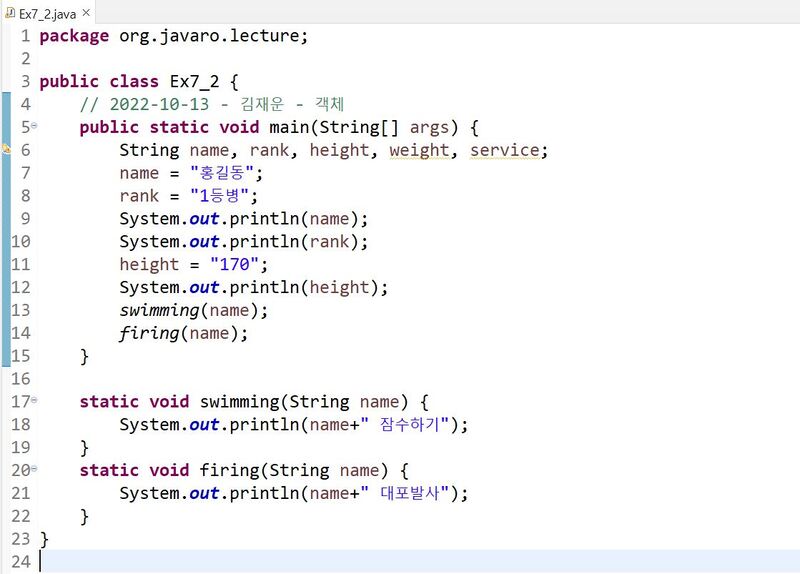 Ex7_2.java
1 package org.javaro.lecture;
2
3 public class Ex7_2 {
4     // 2022-10-13 - 김재운 - 객체
5     public static void main(String[] args) {
6         String name, rank, height, weight, service;
7         name = "홍길동";
8         rank = "1등병";
9         System.out.println(name);
10         System.out.println(rank);
11         height = "170";
12         System.out.println(height);
13         swimming(name);
14         firing(name);
15     }
16
17     static void swimming(String name) {
18         System.out.println(name+" 잠수하기");
19     }
20     static void firing(String name) {
21         System.out.println(name+" 대포발사");
22     }
23 }
24